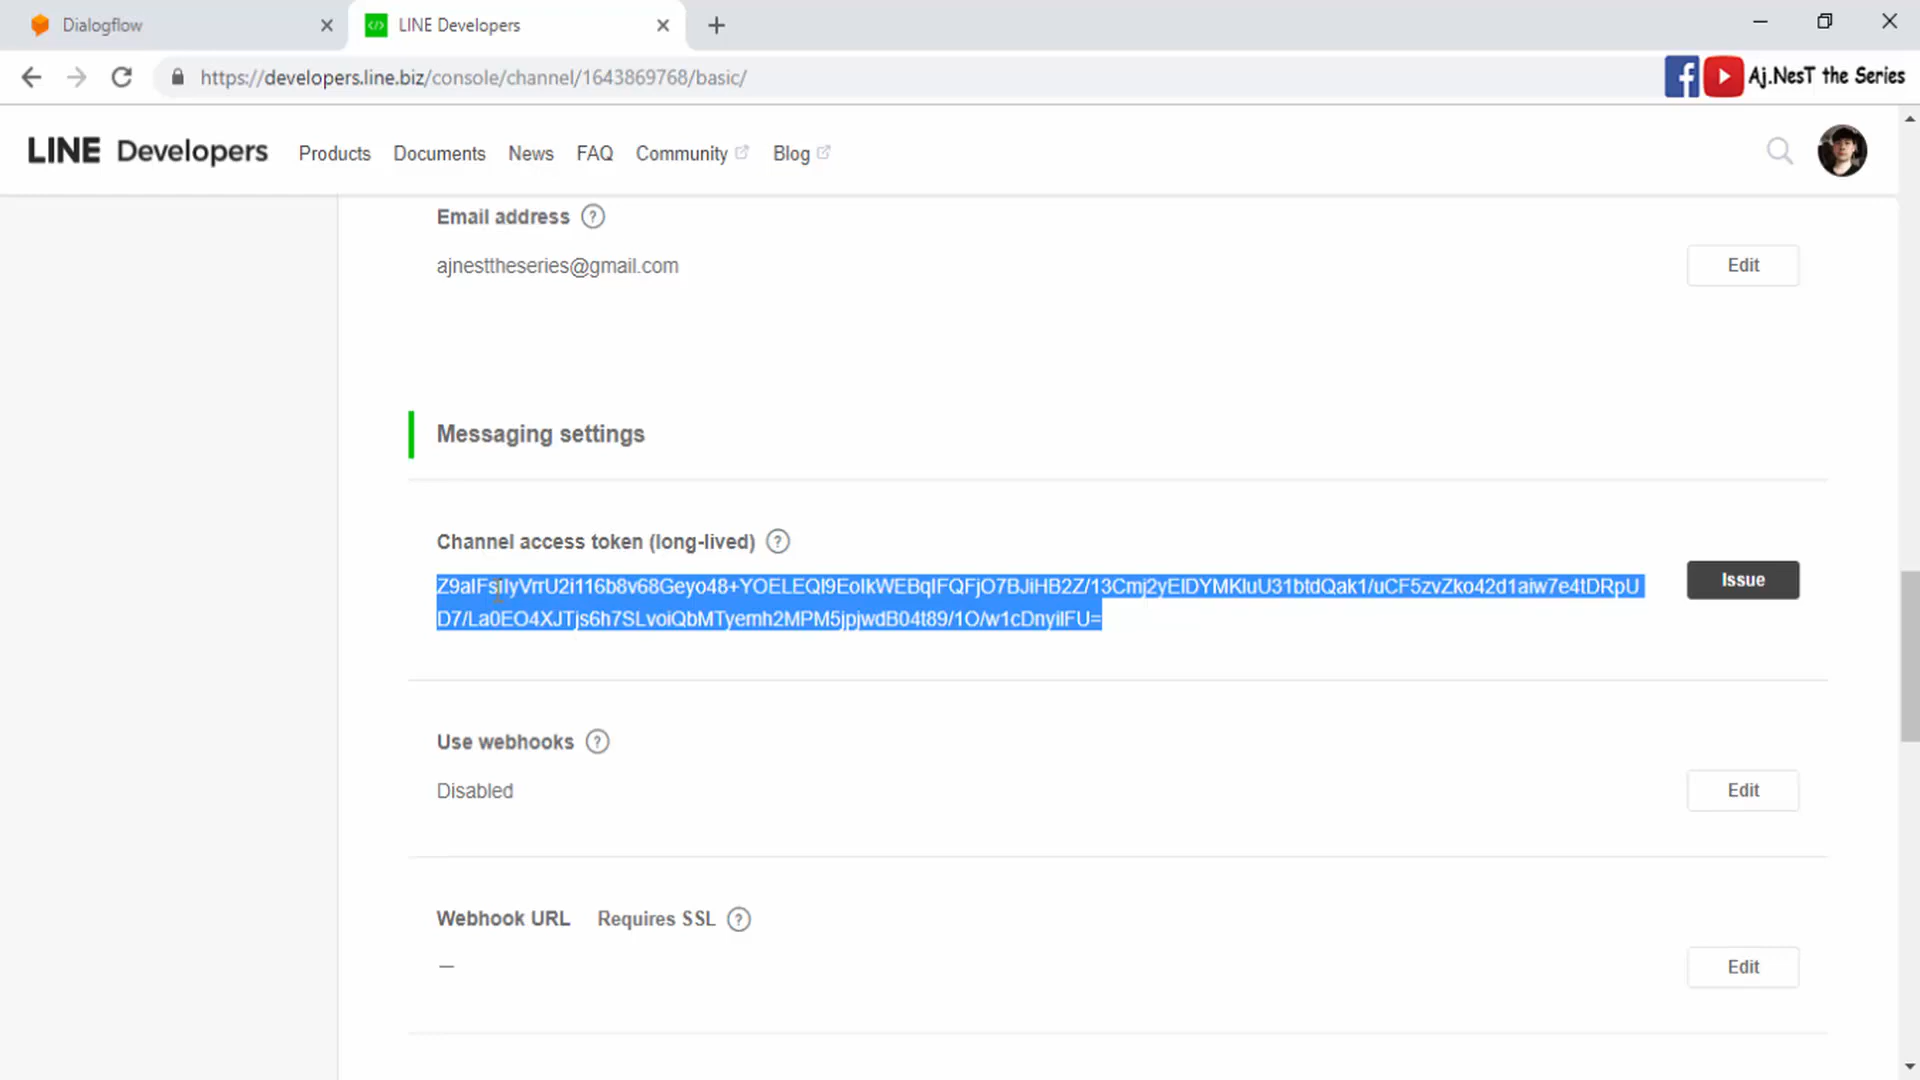 Dialogflow
LINE Developers
https://developers.line.biz/console/channel/1643869768/basic/
Aj.NesT the Series
LINE Developers
Products
Documents
News
FAQ
Community
Blog
Email address
ajnesttheseries@gmail.com
Edit
Messaging settings
Channel access token (long-lived)
Issue
Use webhooks
Disabled
Edit
Webhook URL Requires SSL
—
Edit